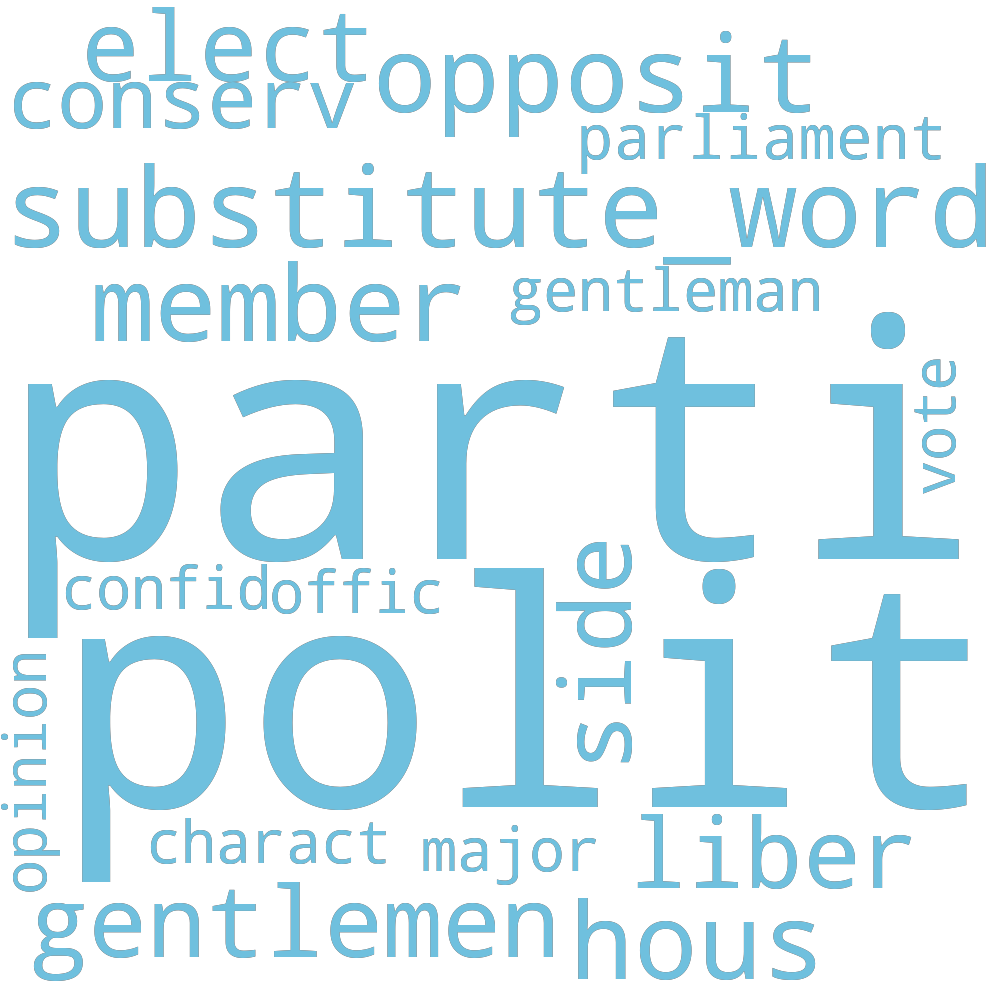 elect
conserv
opposit
parliament
substitute_word
member
gentleman
parti
vote
confid
offic
side
polit
opinion
charact
major
liber
gentlemen
hous